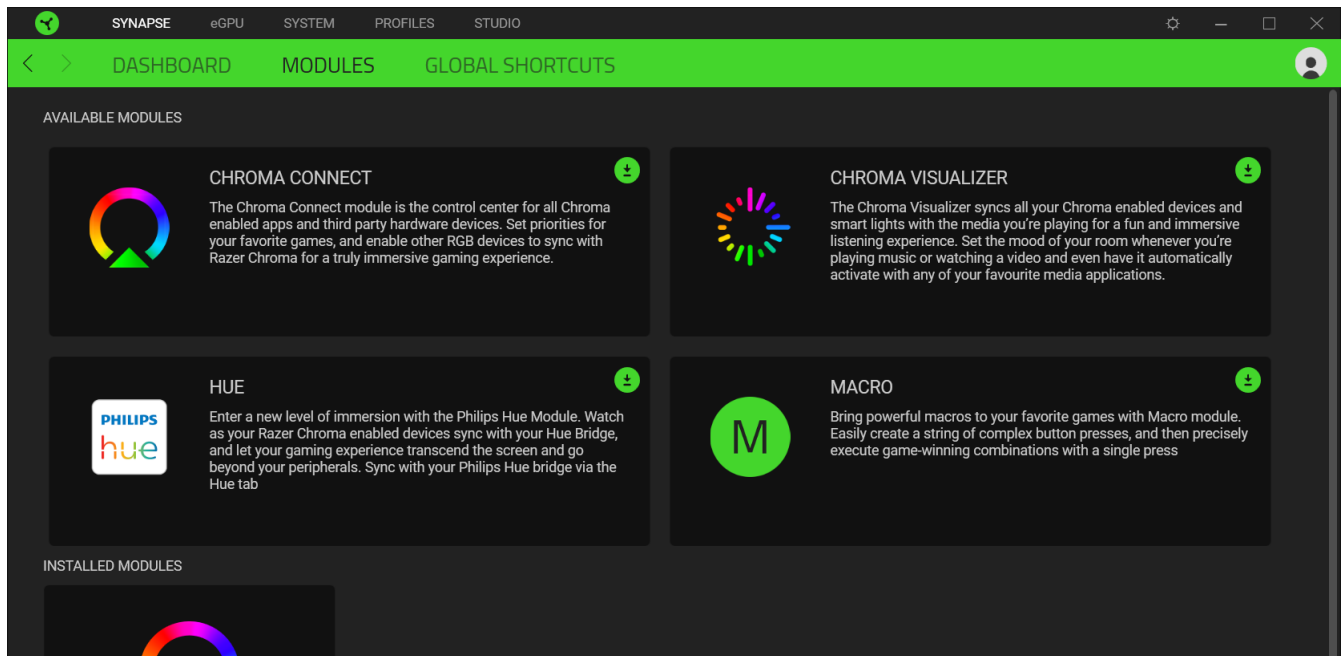 SYNAPSE eGPU SYSTEM PROFILES STUDIO
DASHBOARD MODULES GLOBAL SHORTCUTS
AVAILABLE MODULES
CHROMA CONNECT
The Chroma Connect module is the control center for all Chroma
enabled apps and third party hardware devices. Set priorities for
your favorite games, and enable other RGB devices to sync with
Razer Chroma for a truly immersive gaming experience.
CHROMA VISUALIZER
The Chroma Visualizer syncs all your Chroma enabled devices and
smart lights with the media you're playing for a fun and immersive
listening experience. Set the mood of your room whenever you're
playing music or watching a video and even have it automatically
activate with any of your favourite media applications.
PHILIPS
hue
HUE
Enter a new level of immersion with the Philips Hue Module. Watch
as your Razer Chroma enabled devices sync with your Hue Bridge,
and let your gaming experience transcend the screen and go
beyond your peripherals. Sync with your Philips Hue bridge via the
Hue tab
M
MACRO
Bring powerful macros to your favorite games with Macro module.
Easily create a string of complex button presses, and then precisely
execute game-winning combinations with a single press
INSTALLED MODULES